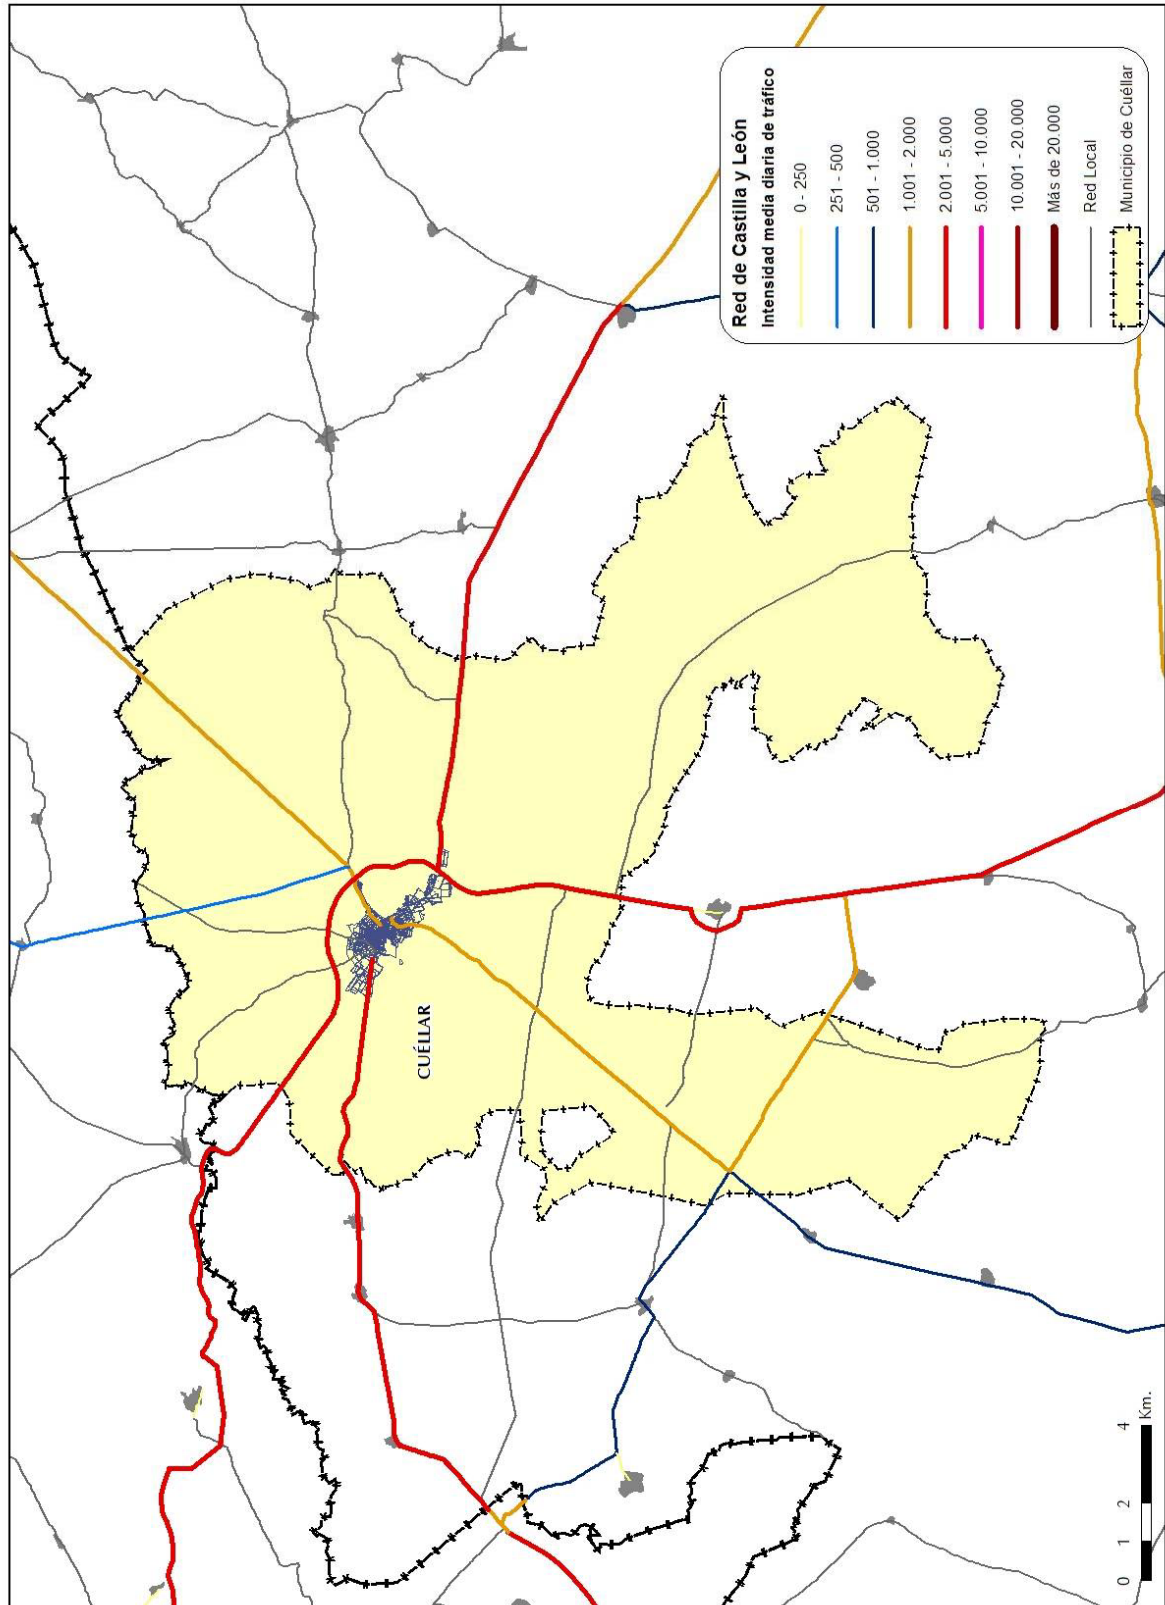 CUÉLLAR
Red de Castilla y León
Intensidad media diaria de tráfico
0 - 250
251 - 500
501 - 1.000
1.001 - 2.000
2.001 - 5.000
5.001 - 10.000
10.001 - 20.000
Más de 20.000
Red Local
Municipio de Cuéllar
0 1 2 4
Km.